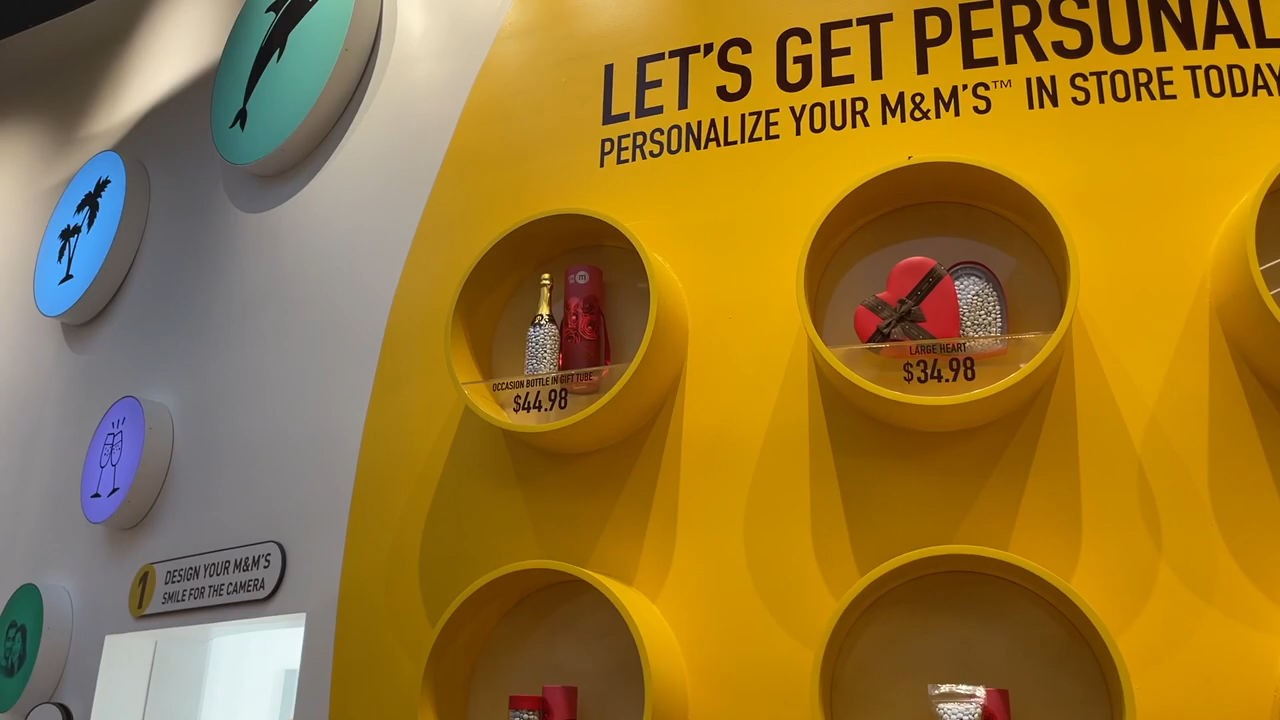 LET'S GET PERSONAL
PERSONALIZE YOUR M&M'S™ IN STORE TODAY
m
OCCASION BOTTLE IN GIFT TUBE
$44.98
LARGE HEART
$34.98
1
DESIGN YOUR M&M'S
SMILE FOR THE CAMERA